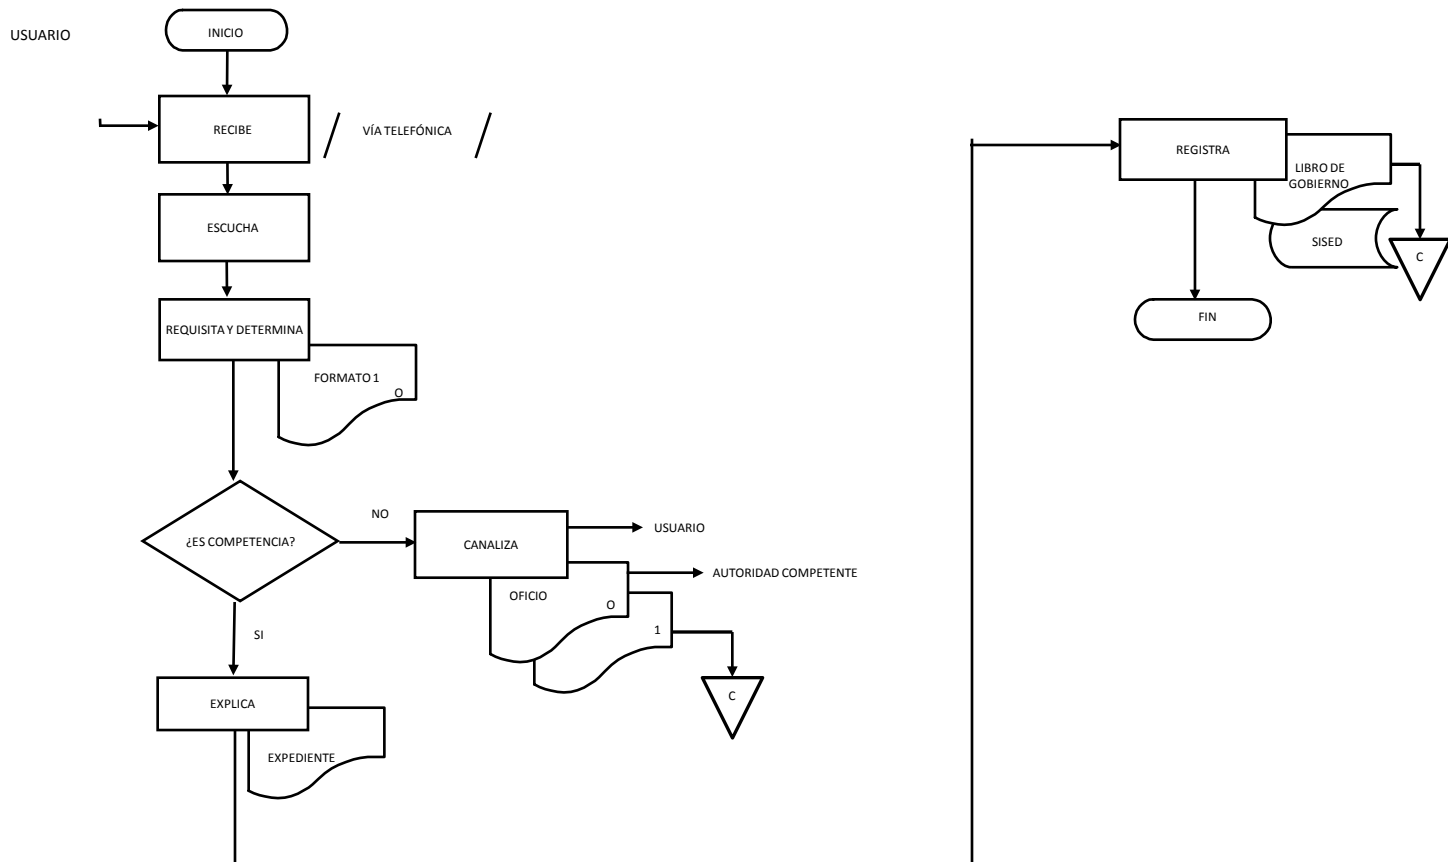 USUARIO
INICIO
RECIBE
VÍA TELEFÓNICA
ESCUCHA
REQUISITA Y DETERMINA
FORMATO 1
O
¿ES COMPETENCIA?
NO
CANALIZA
USUARIO
AUTORIDAD COMPETENTE
OFICIO
O
1
C
SI
EXPLICA
EXPEDIENTE
REGISTRA
LIBRO DE
GOBIERNO
SISED
C
FIN